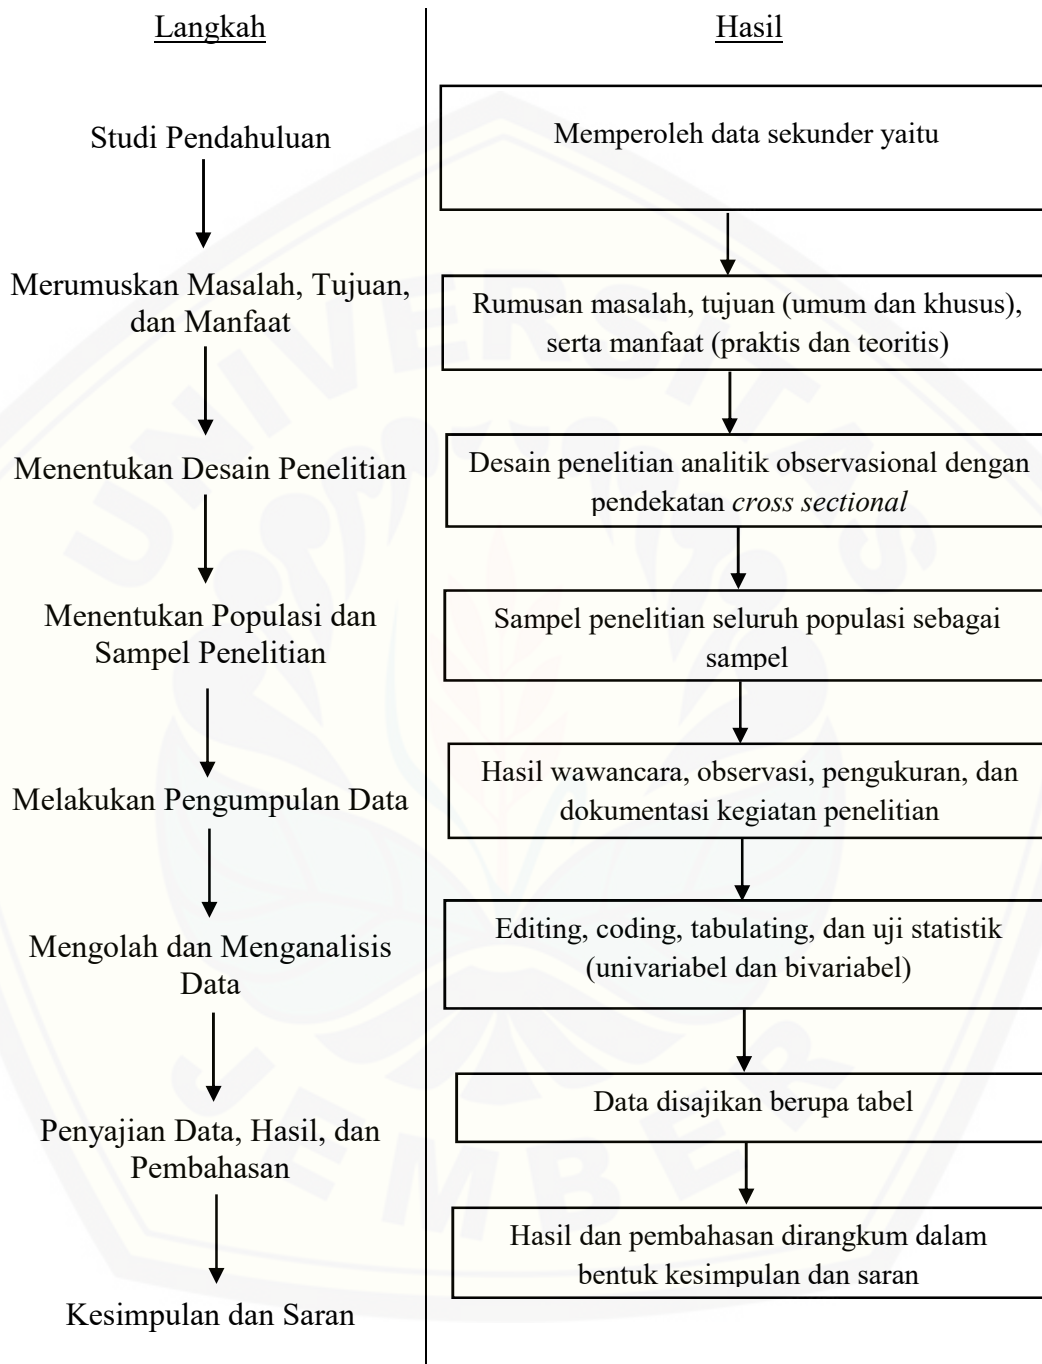 Langkah
Hasil
Studi Pendahuluan
Memperoleh data sekunder yaitu
Merumuskan Masalah, Tujuan,
dan Manfaat
Rumusan masalah, tujuan (umum dan khusus),
serta manfaat (praktis dan teoritis)
Menentukan Desain Penelitian
Desain penelitian analitik observasional dengan
pendekatan cross sectional
Menentukan Populasi dan
Sampel Penelitian
Sampel penelitian seluruh populasi sebagai
sampel
Melakukan Pengumpulan Data
Hasil wawancara, observasi, pengukuran, dan
dokumentasi kegiatan penelitian
Mengolah dan Menganalisis
Data
Editing, coding, tabulating, dan uji statistik
(univariabel dan bivariabel)
Penyajian Data, Hasil, dan
Pembahasan
Data disajikan berupa tabel
Kesimpulan dan Saran
Hasil dan pembahasan dirangkum dalam
bentuk kesimpulan dan saran
UNIVERSITAS
JEMBER